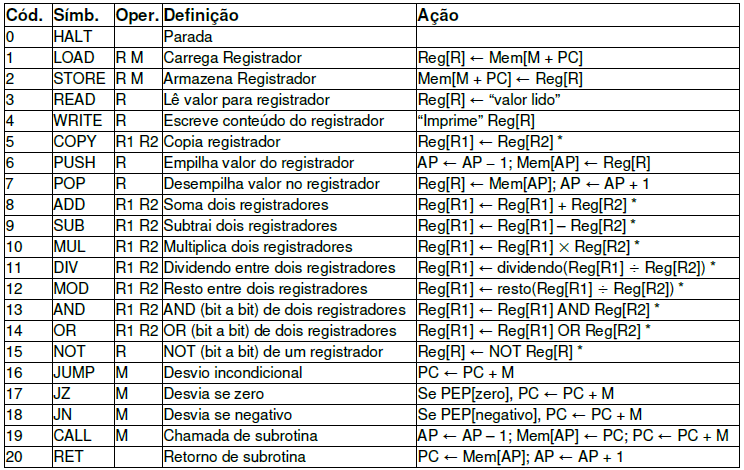 Cód. Símb. Oper. Definição Ação
0 HALT Parada
1 LOAD R M Carrega Registrador Reg[R] ← Mem[M + PC]
2 STORE R M Armazena Registrador Mem[M + PC] ← Reg[R]
3 READ R Lê valor para registrador Reg[R] ← “valor lido”
4 WRITE R Escreve conteúdo do registrador “Imprime” Reg[R]
5 COPY R1 R2 Copia registrador Reg[R1] ← Reg[R2] *
6 PUSH R Empilha valor do registrador AP ← AP – 1; Mem[AP] ← Reg[R]
7 POP R Desempilha valor no registrador Reg[R] ← Mem[AP]; AP ← AP + 1
8 ADD R1 R2 Soma dois registradores Reg[R1] ← Reg[R1] + Reg[R2] *
9 SUB R1 R2 Subtrai dois registradores Reg[R1] ← Reg[R1] – Reg[R2] *
10 MUL R1 R2 Multiplica dois registradores Reg[R1] ← Reg[R1] × Reg[R2] *
11 DIV R1 R2 Dividendo entre dois registradores Reg[R1] ← dividendo(Reg[R1] ÷ Reg[R2]) *
12 MOD R1 R2 Resto entre dois registradores Reg[R1] ← resto(Reg[R1] ÷ Reg[R2]) *
13 AND R1 R2 AND (bit a bit) de dois registradores Reg[R1] ← Reg[R1] AND Reg[R2] *
14 OR R1 R2 OR (bit a bit) de dois registradores Reg[R1] ← Reg[R1] OR Reg[R2] *
15 NOT R NOT (bit a bit) de um registrador Reg[R] ← NOT Reg[R] *
16 JUMP M Desvio incondicional PC ← PC + M
17 JZ M Desvia se zero Se PEP[zero], PC ← PC + M
18 JN M Desvia se negativo Se PEP[negativo], PC ← PC + M
19 CALL M Chamada de subrotina AP ← AP – 1; Mem[AP] ← PC; PC ← PC + M
20 RET Retorno de subrotina PC ← Mem[AP]; AP ← AP + 1